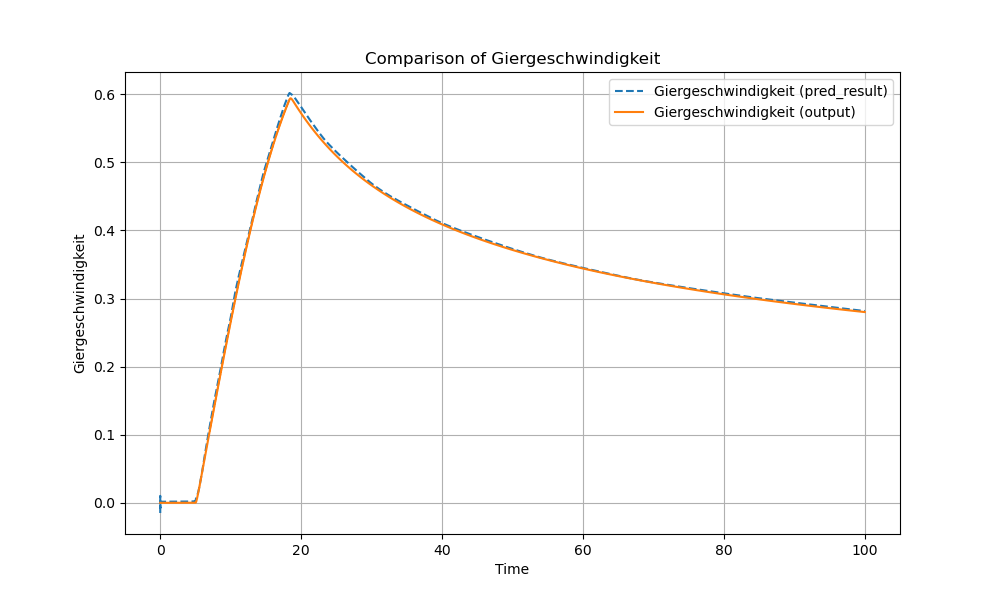 Comparison of Giergeschwindigkeit
Giergeschwindigkeit (pred_result)
Giergeschwindigkeit (output)
Giergeschwindigkeit
0.6
0.5
0.4
0.3
0.2
0.1
0.0
0 20 40 60 80 100
Time